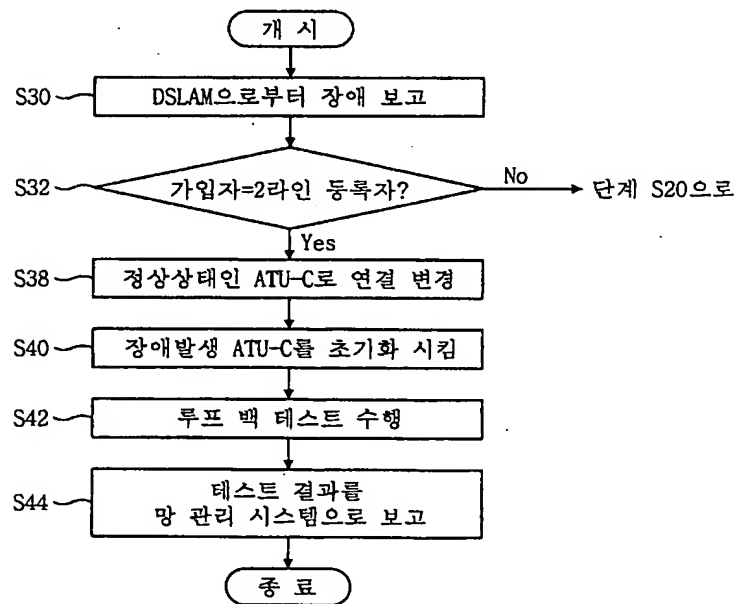 개 시
S30 DSLAM으로부터 장애 보고
S32 가입자=2라인 등록자?
No
단계 S20으로
Yes
S38 정상상태인 ATU-C로 연결 변경
S40 장애발생 ATU-C를 초기화 시킴
S42 루프 백 테스트 수행
S44 테스트 결과를
망 관리 시스템으로 보고
종 료